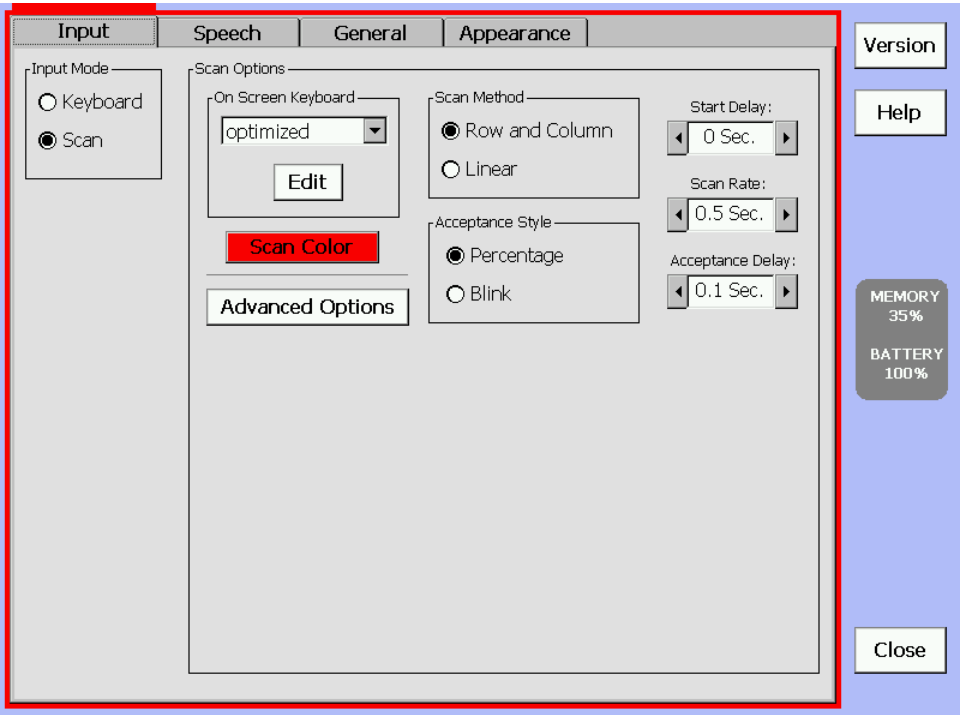 Input
Speech
General
Appearance
Input Mode
Keyboard
Scan
Scan Options
On Screen Keyboard
optimized
Edit
Scan Color
Advanced Options
Scan Method
Row and Column
Linear
Acceptance Style
Percentage
Blink
Start Delay:
0 Sec.
Scan Rate:
0.5 Sec.
Acceptance Delay:
0.1 Sec.
Version
Help
MEMORY
35%
BATTERY
100%
Close